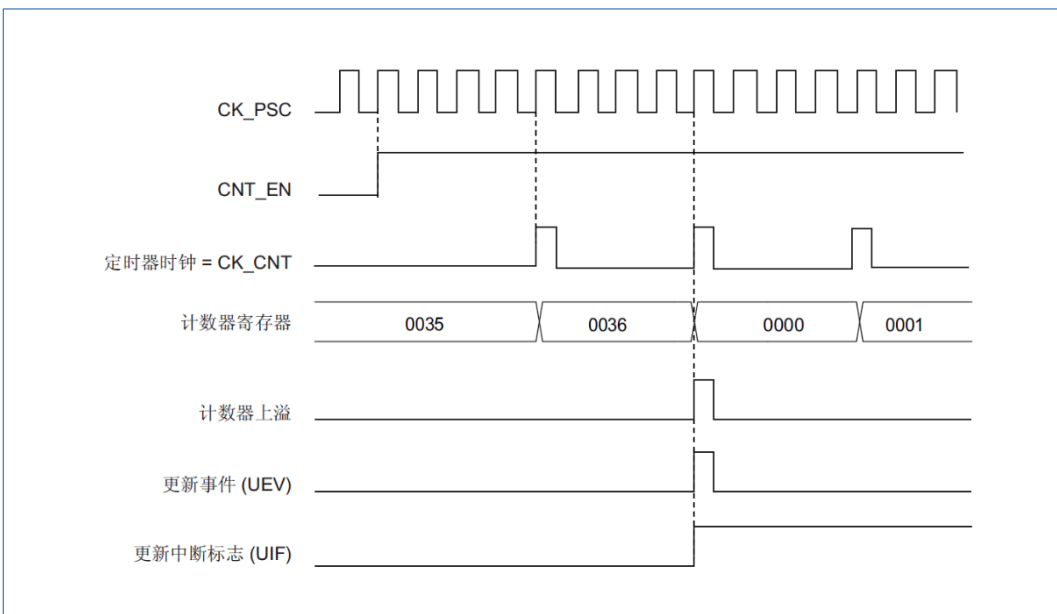 CK_PSC
CNT_EN
定时器时钟 = CK_CNT
计数器寄存器 0035 0036 0000 0001
计数器上溢
更新事件 (UEV)
更新中断标志 (UIF)